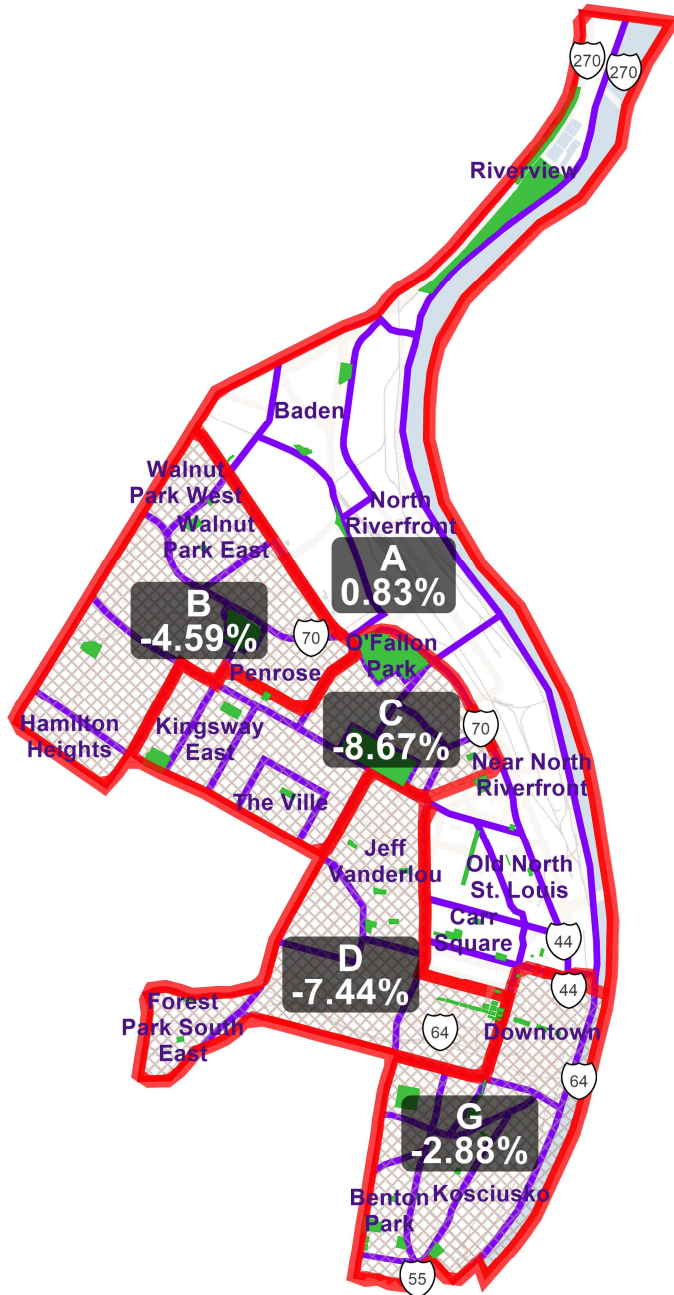 270
270
Riverview
Baden
Walnut
Park West
North
Riverfront
Walnut
Park East
A
0.83%
B
-4.59%
70
O'Fallon
Park
Penrose
C
-8.67%
Hamilton
Heights
Kingsway
East
70
Near North
Riverfront
The Ville
Jeff
Vanderlou
Old North
St. Louis
Carr
Square
44
D
-7.44%
44
Forest
Park South
East
64
Downtown
64
G
-2.88%
Benton
Park
Kosciusko
55